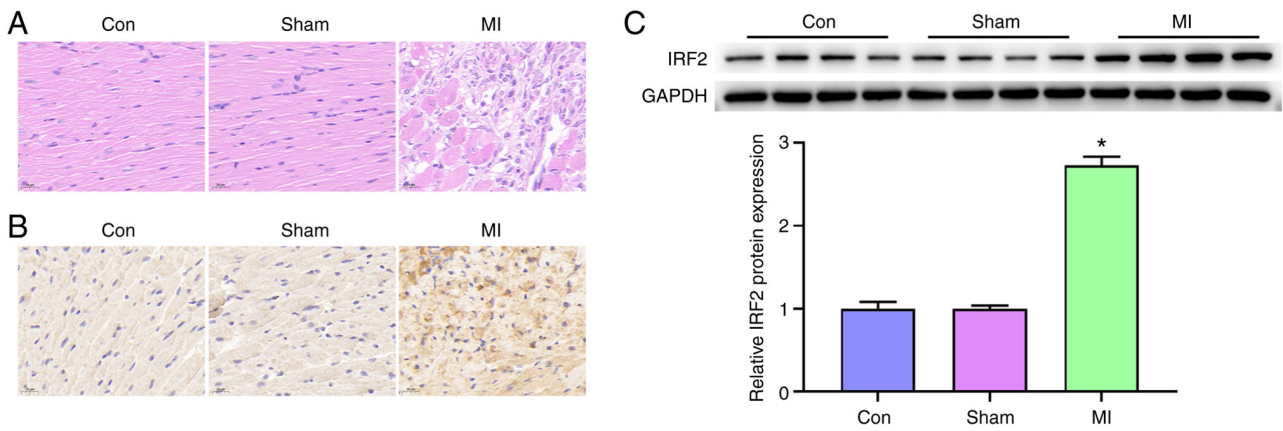 A
Con Sham MI
B
Con Sham MI
C
Con Sham MI
IRF2
GAPDH
Relative IRF2 protein expression
3
2
1
0
*
Con Sham MI